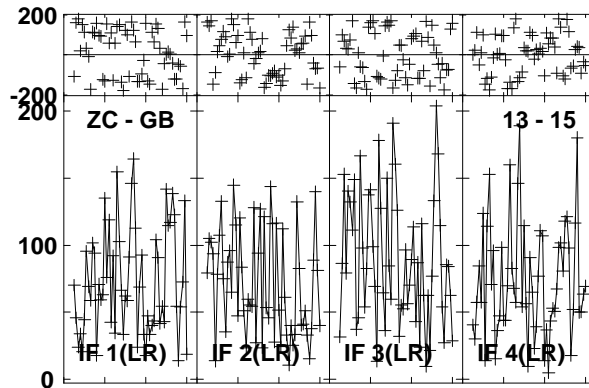 200
-200
200
ZC - GB
13 - 15
100
IF 1(LR)
IF 2(LR)
IF 3(LR)
IF 4(LR)
0